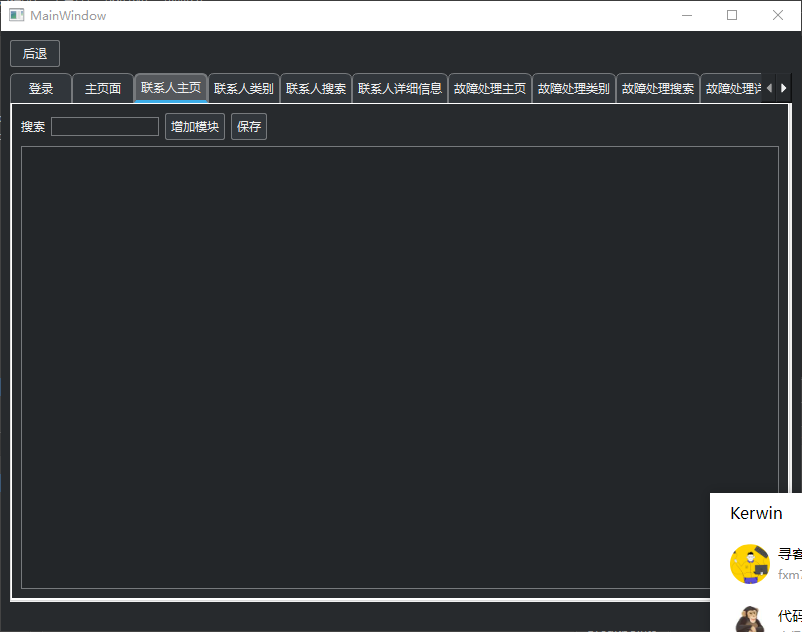 MainWindow
后退
登录 主页面 联系人主页 联系人类别 联系人搜索 联系人详细信息 故障处理主页 故障处理类别 故障处理搜索 故障处理
搜索 增加模块 保存
Kerwin
寻
fxm
代码